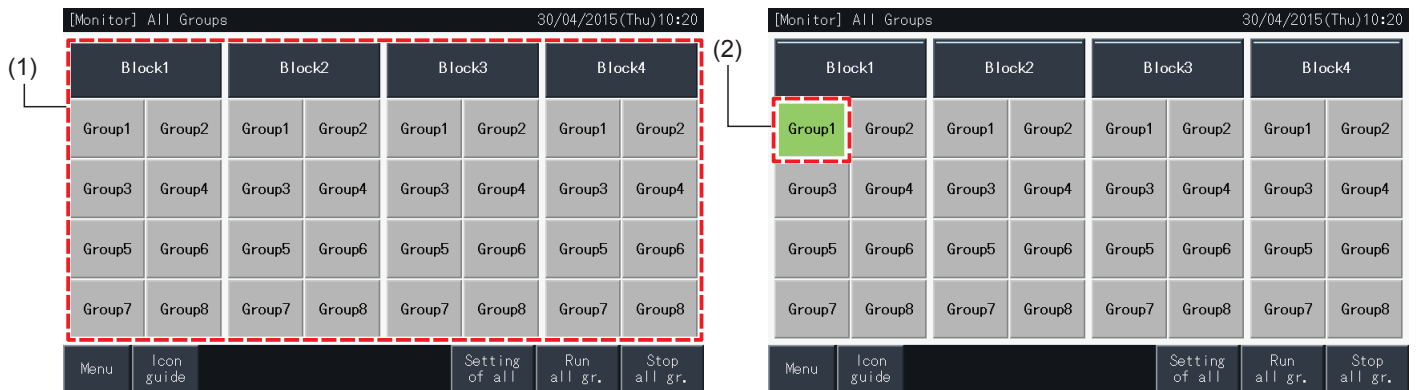 [Monitor] All Groups 30/04/2015(Thu)10:20
(1)
Block1 Block2 Block3 Block4
Group1 Group2 Group1 Group2 Group1 Group2 Group1 Group2
Group3 Group4 Group3 Group4 Group3 Group4 Group3 Group4
Group5 Group6 Group5 Group6 Group5 Group6 Group5 Group6
Group7 Group8 Group7 Group8 Group7 Group8 Group7 Group8
Menu Icon guide Setting of all Run all gr. Stop all gr.
[Monitor] All Groups 30/04/2015(Thu)10:20
(2)
Block1 Block2 Block3 Block4
Group1 Group2 Group1 Group2 Group1 Group2 Group1 Group2
Group3 Group4 Group3 Group4 Group3 Group4 Group3 Group4
Group5 Group6 Group5 Group6 Group5 Group6 Group5 Group6
Group7 Group8 Group7 Group8 Group7 Group8 Group7 Group8
Menu Icon guide Setting of all Run all gr. Stop all gr.